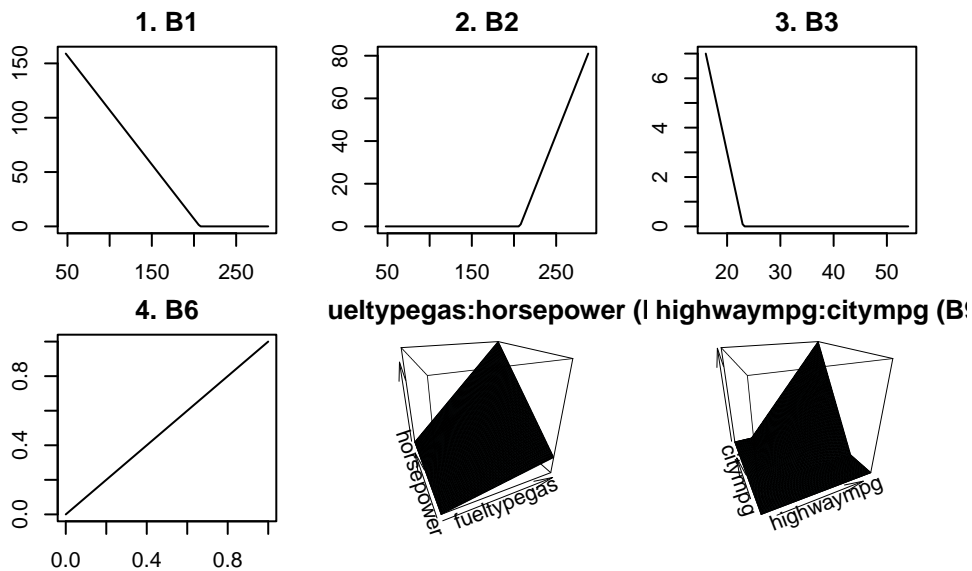 1. B1
2. B2
3. B3
150
100
50
0
50 150 250
80
60
40
20
0
50 150 250
6
4
2
0
20 30 40 50
4. B6
ueltypegas:horsepower (
highwaympg:citympg (B9
0.8
0.4
0.0
0.0 0.4 0.8
horsepower
fueltypegas
citympg
highwaympg